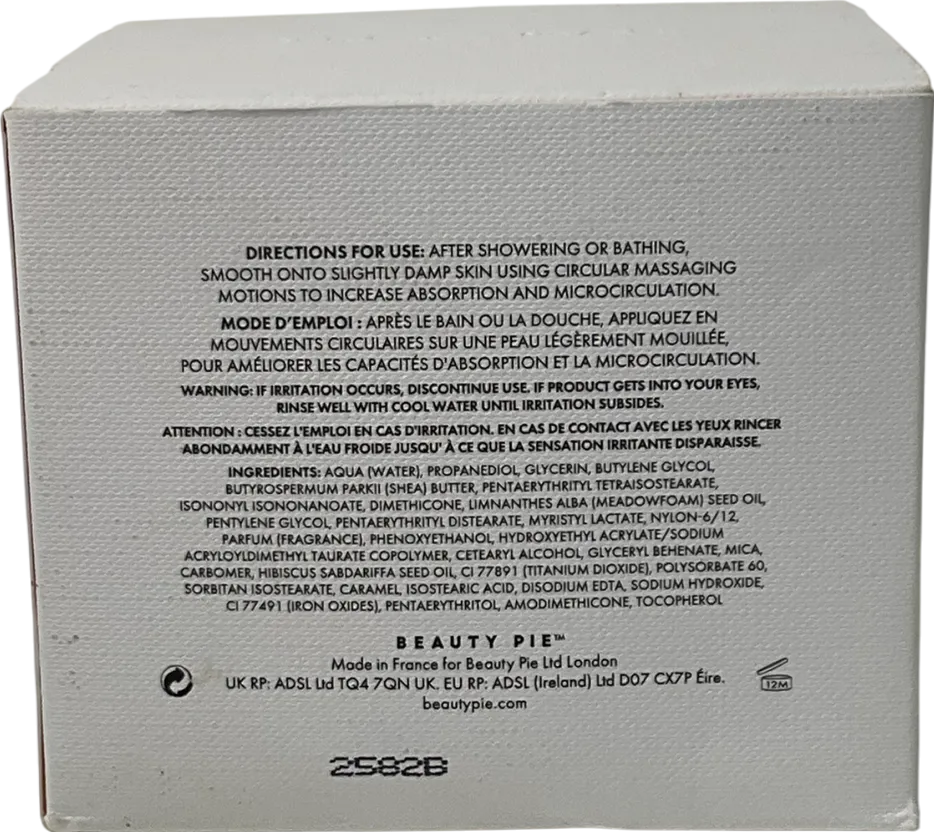 DIRECTIONS FOR USE: AFTER SHOWERING OR BATHING,
SMOOTH ONTO SLIGHTLY DAMP SKIN USING CIRCULAR MASSAGING
MOTIONS TO INCREASE ABSORPTION AND MICROCIRCULATION.
MODE D'EMPLOI : APRÈS LE BAIN OU LA DOUCHE, APPLIQUEZ EN
MOUVEMENTS CIRCULAIRES SUR UNE PEAU LÉGÈREMENT MOUILLÉE,
POUR AMÉLIORER LES CAPACITÉS D'ABSORPTION ET LA MICROCIRCULATION.
WARNING: IF IRRITATION OCCURS, DISCONTINUE USE. IF PRODUCT GETS INTO YOUR EYES,
RINSE WELL WITH COOL WATER UNTIL IRRITATION SUBSIDES.
ATTENTION : CESSEZ L'EMPLOI EN CAS D'IRRITATION. EN CAS DE CONTACT AVEC LES YEUX RINCER
ABONDAMMENT À L'EAU FROIDE JUSQU' À CE QUE LA SENSATION IRRITANTE DISPARAISSE.
INGREDIENTS: AQUA (WATER), PROPANEDIOL, GLYCERIN, BUTYLENE GLYCOL,
BUTYROSPERMUM PARKII (SHEA) BUTTER, PENTAERYTHRITYL TETRAISOSTEARATE,
ISONONYL ISONONANOATE, DIMETHICONE, LIMNANTHES ALBA (MEADOWFOAM) SEED OIL,
PENTYLENE GLYCOL, PENTAERYTHRITYL DISTEARATE, MYRISTYL LACTATE, NYLON-6/12,
PARFUM (FRAGRANCE), PHENOXYETHANOL, HYDROXYETHYL ACRYLATE/SODIUM
ACRYLOYLDIMETHYL TAURATE COPOLYMER, CETEARYL ALCOHOL, GLYCERYL BEHENATE, MICA,
CARBOMER, HIBISCUS SABDARIFFA SEED OIL, CI 77891 (TITANIUM DIOXIDE), POLYSORBATE 60,
SORBITAN ISOSTEARATE, CARAMEL, ISOSTEARIC ACID, DISODIUM EDTA, SODIUM HYDROXIDE,
CI 77491 (IRON OXIDES), PENTAERYTHRITOL, AMODIMETHICONE, TOCOPHEROL
BEAUTY PIE™
Made in France for Beauty Pie Ltd London
UK RP: ADSL Ltd TQ4 7QN UK. EU RP: ADSL (Ireland) Ltd D07 CX7P Éire.
12M
beautypie.com
2582B